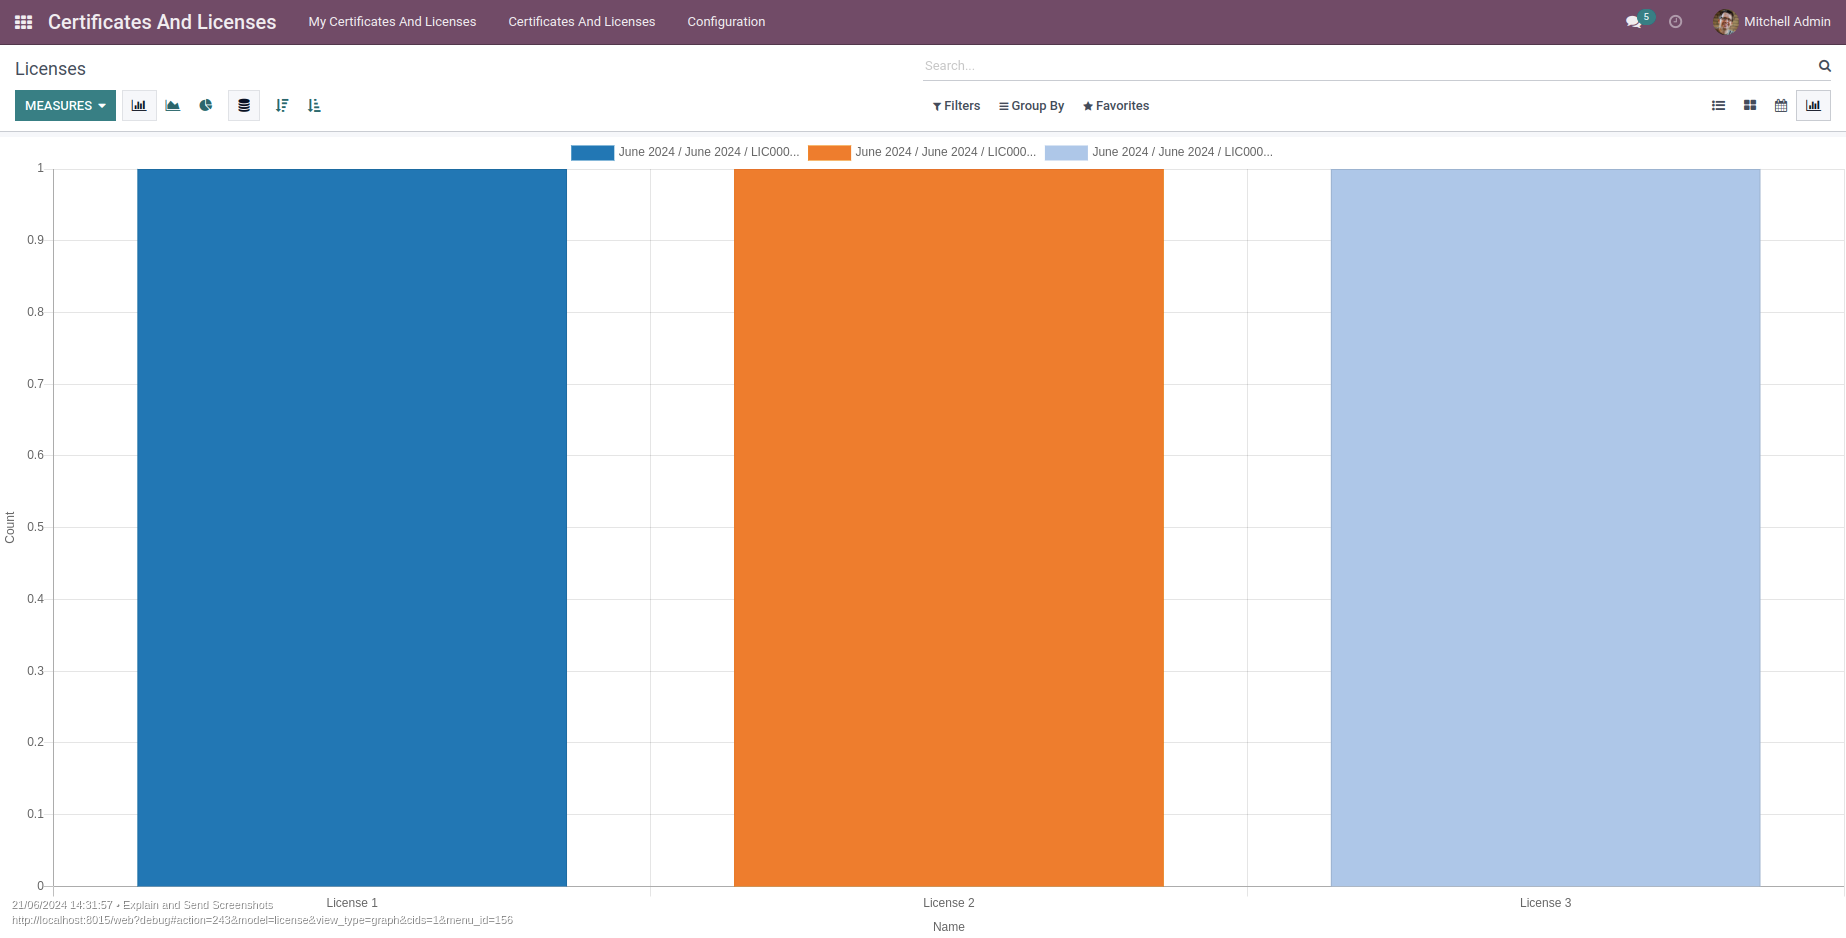 Certificates And Licenses My Certificates And Licenses Certificates And Licenses Configuration 5 Mitchell Admin
Licenses Search...
MEASURES Filters Group By Favorites
June 2024 / June 2024 / LIC000... June 2024 / June 2024 / LIC000... June 2024 / June 2024 / LIC000...
1
0.9
0.8
0.7
0.6
0.5
0.4
0.3
0.2
0.1
0
Count
License 1 License 2 License 3
Name
21/06/2024 14:31:57 - Explain and Send Screenshots
http://localhost:8015/web?debug#action=243&model=license&view_type=graph&cids=1&menu_id=156